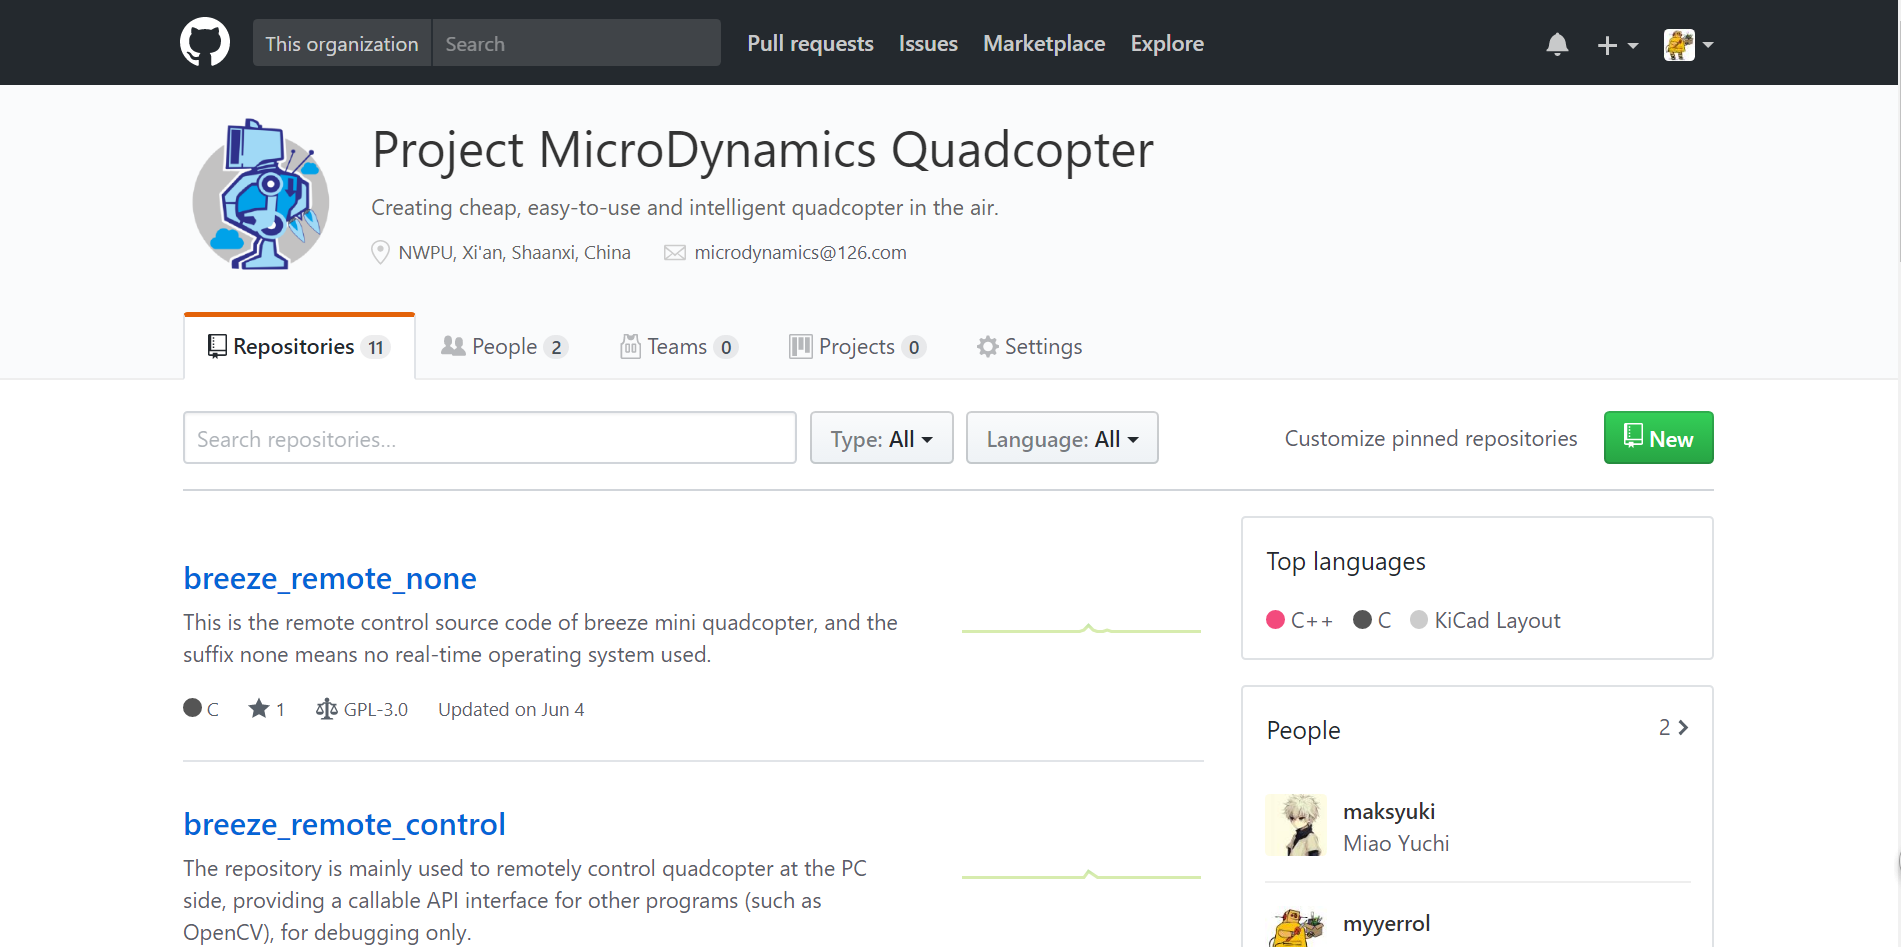 This organization Search Pull requests Issues Marketplace Explore
Project MicroDynamics Quadcopter
Creating cheap, easy-to-use and intelligent quadcopter in the air.
NWPU, Xi'an, Shaanxi, China microdynamics@126.com
Repositories 11 People 2 Teams 0 Projects 0 Settings
Search repositories... Type: All Language: All Customize pinned repositories New
breeze_remote_none
This is the remote control source code of breeze mini quadcopter, and the
suffix none means no real-time operating system used.
C 1 GPL-3.0 Updated on Jun 4
breeze_remote_control
The repository is mainly used to remotely control quadcopter at the PC
side, providing a callable API interface for other programs (such as
OpenCV), for debugging only.
Top languages
C++ C KiCad Layout
People 2
maksyuki
Miao Yuchi
myyerrol